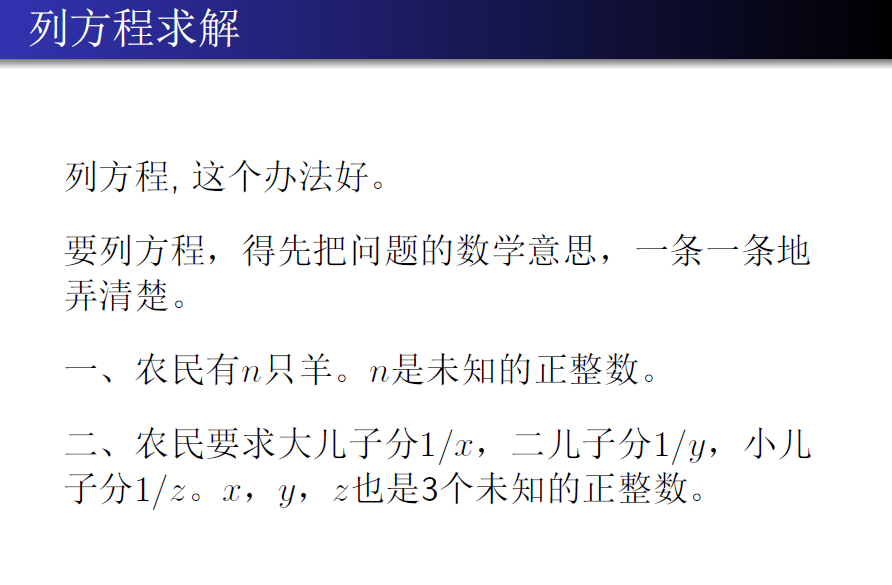 列方程求解
列方程, 这个办法好。
要列方程，得先把问题的数学意思，一条一条地
弄清楚。
一、农民有n只羊。n是未知的正整数。
二、农民要求大儿子分1/x，二儿子分1/y，小儿
子分1/z。x，y，z也是3个未知的正整数。